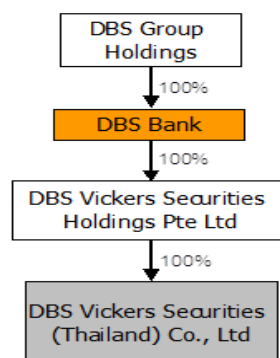 DBS Group
Holdings
100%
DBS Bank
100%
DBS Vickers Securities
Holdings Pte Ltd
100%
DBS Vickers Securities
(Thailand) Co., Ltd